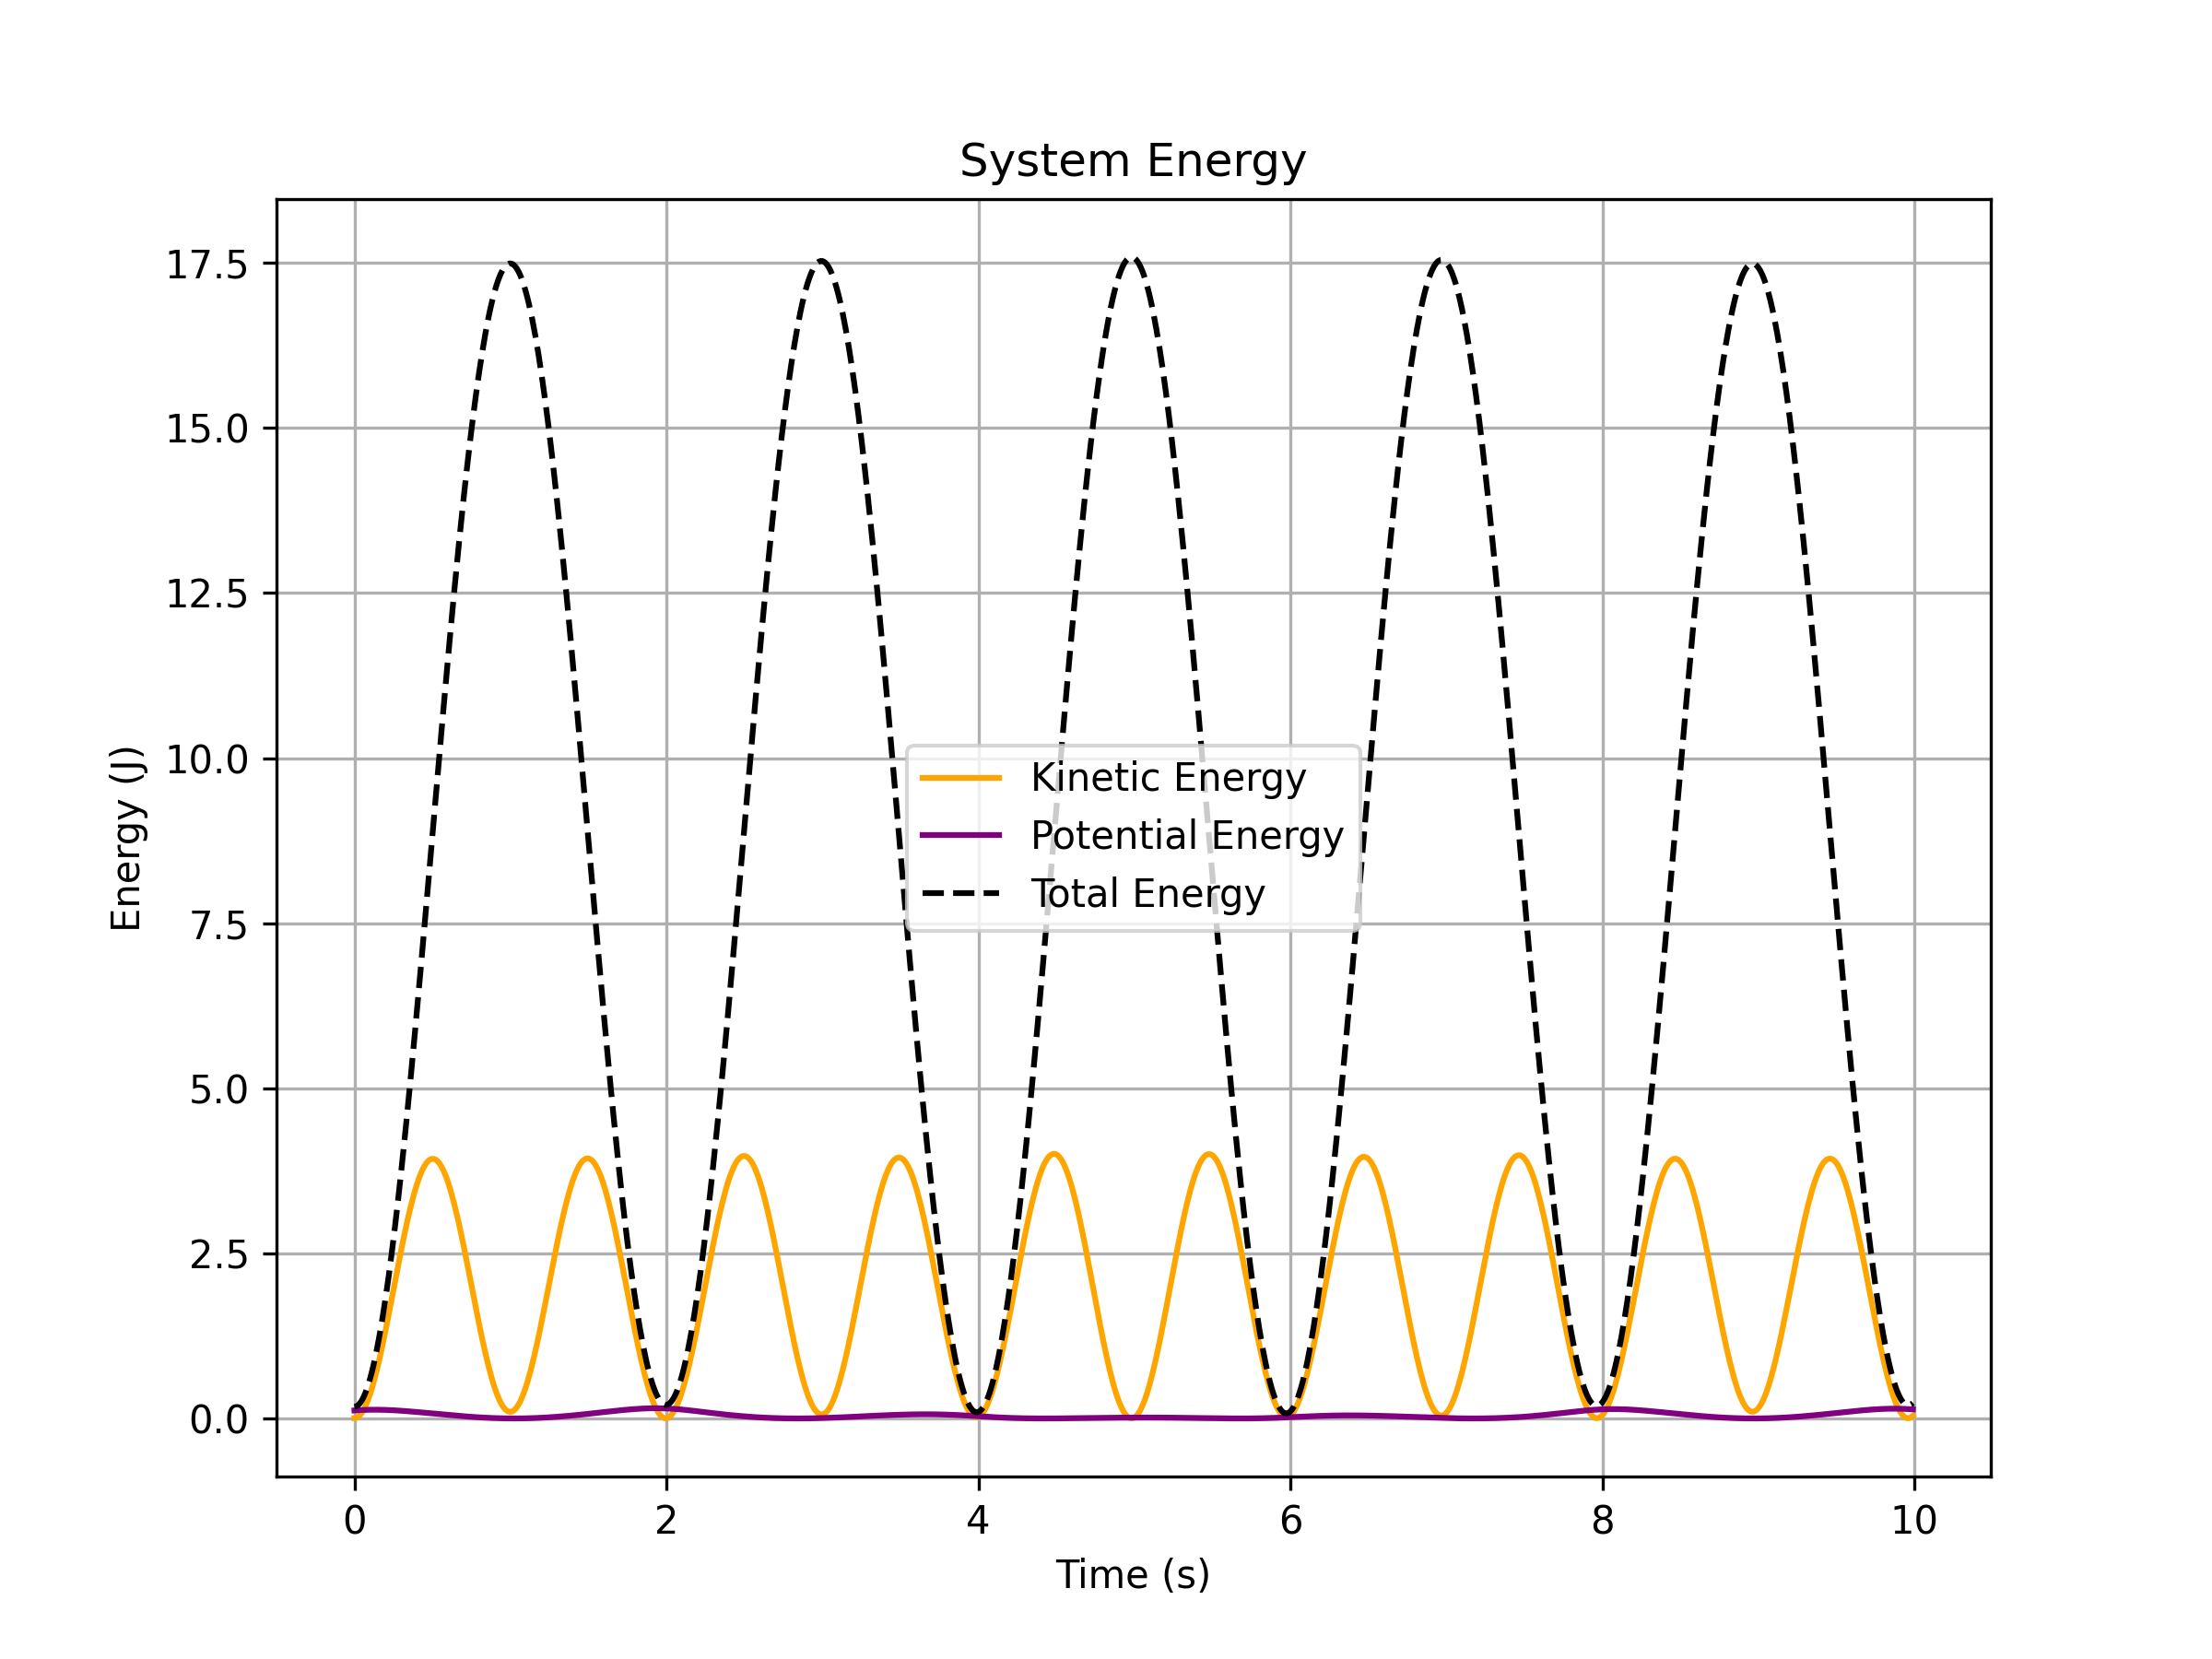 System Energy
17.5
15.0
12.5
10.0
7.5
5.0
2.5
0.0
Energy (J)
Kinetic Energy
Potential Energy
Total Energy
0 2 4 6 8 10
Time (s)